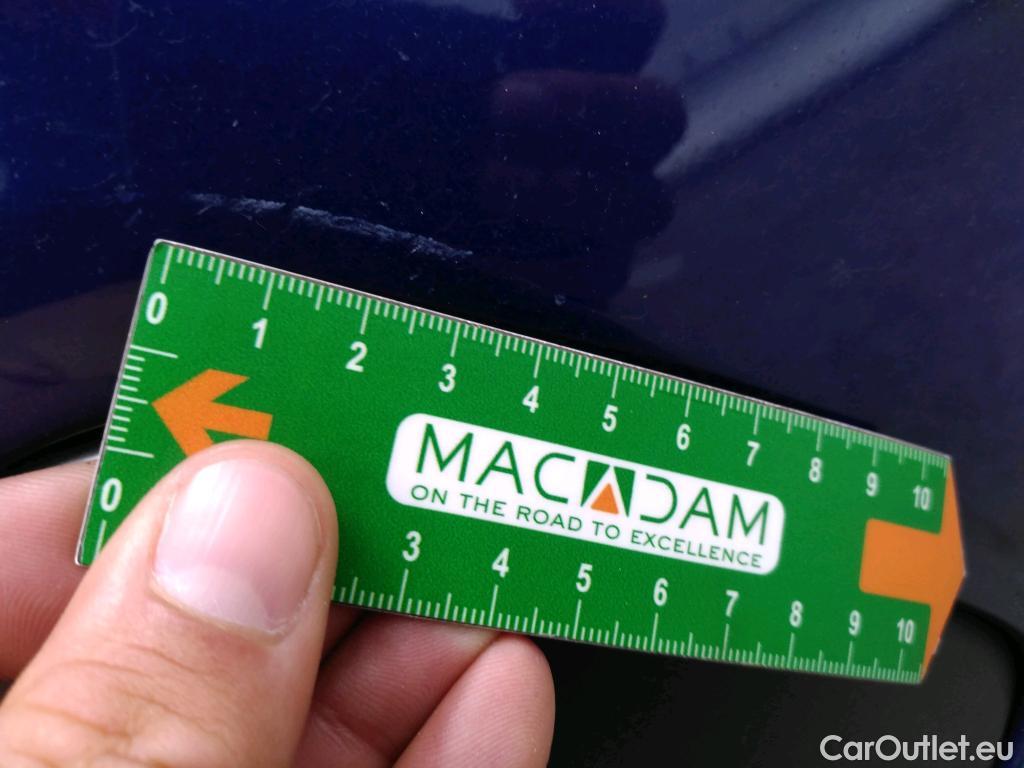 0 1 2 3 4 5 6 7 8 9 10
MACADAM
ON THE ROAD TO EXCELLENCE
0 3 4 5 6 7 8 9 10
CarOutlet.eu